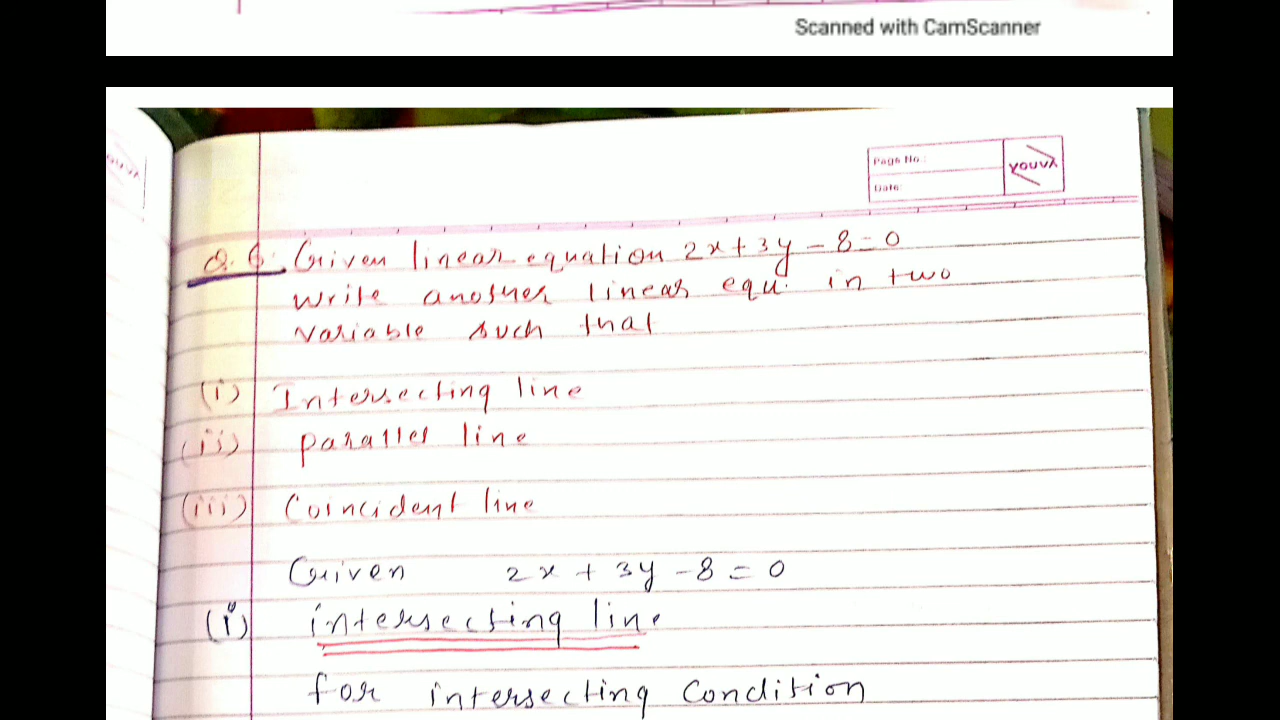 Scanned with CamScanner
Page No.:
Date:
YOUVA
Q.6. Given linear equation 2x + 3y - 8 = 0
Write another linear equ. in two
variable such that
(i) Intersecting line
(ii) parallel line
(iii) Coincident line
Given 2x + 3y - 8 = 0
(i) intersecting line
for intersecting condition